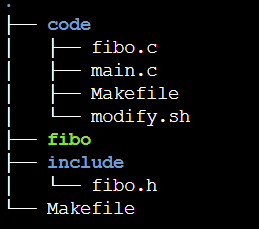 .
├── code
│   ├── fibo.c
│   ├── main.c
│   ├── Makefile
│   └── modify.sh
├── fibo
├── include
│   └── fibo.h
└── Makefile